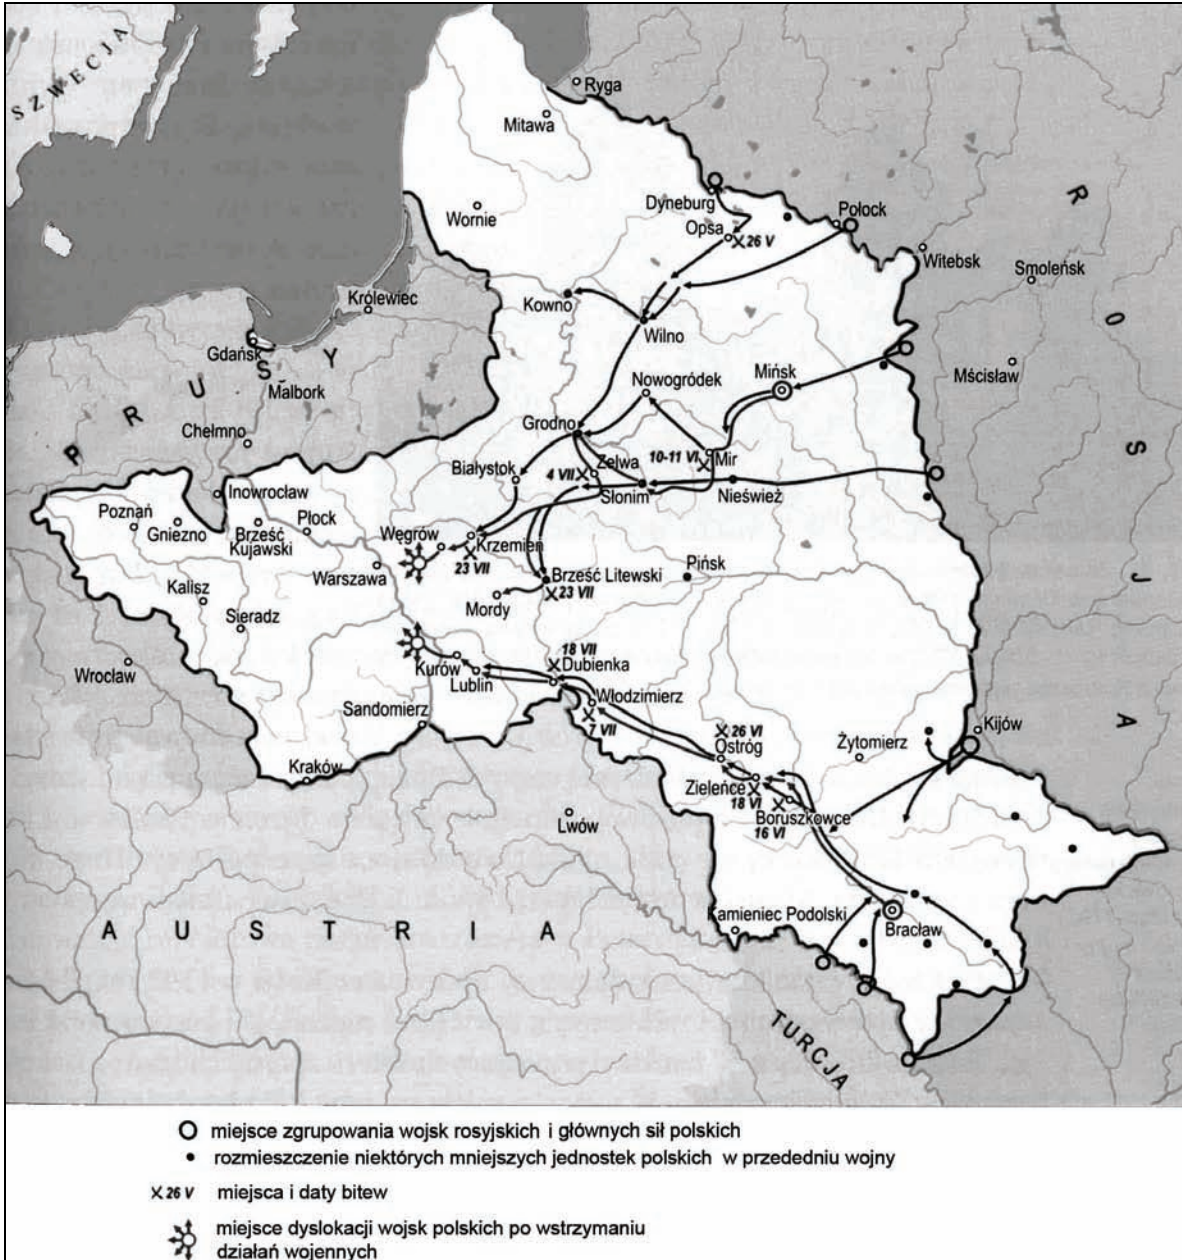 SZWECJA
Ryga
Mitawa
Wornie
Dyneburg
Opsa
26 V
Połock
Witebsk
Smoleńsk
R O S J A
Królewiec
Kowno
Wilno
Gdańsk
P R U S Y
Malbork
Mścisław
Nowogródek
Mińsk
Chełmno
Grodno
Białystok
4 VII
Zelwa
10-11 VI
Mir
Słonim
Nieśwież
Inowrocław
Poznań
Gniezno
Brześć
Kujawski
Płock
Węgrów
Krzemień
23 VII
Warszawa
Brześć Litewski
23 VII
Pińsk
Mordy
Kalisz
Sieradz
Wrocław
Kurów
Lublin
18 VII
Dubienka
Włodzimierz
7 VII
Sandomierz
Kraków
26 VI
Ostróg
Zieleńce
18 VI
Boruszkowce
16 VI
Żytomierz
Kijów
Lwów
A U S T R I A
Kamieniec Podolski
Bracław
TURCJA
miejsce zgrupowania wojsk rosyjskich i głównych sił polskich
rozmieszczenie niektórych mniejszych jednostek polskich w przededniu wojny
26 V miejsca i daty bitew
miejsce dyslokacji wojsk polskich po wstrzymaniu
działań wojennych